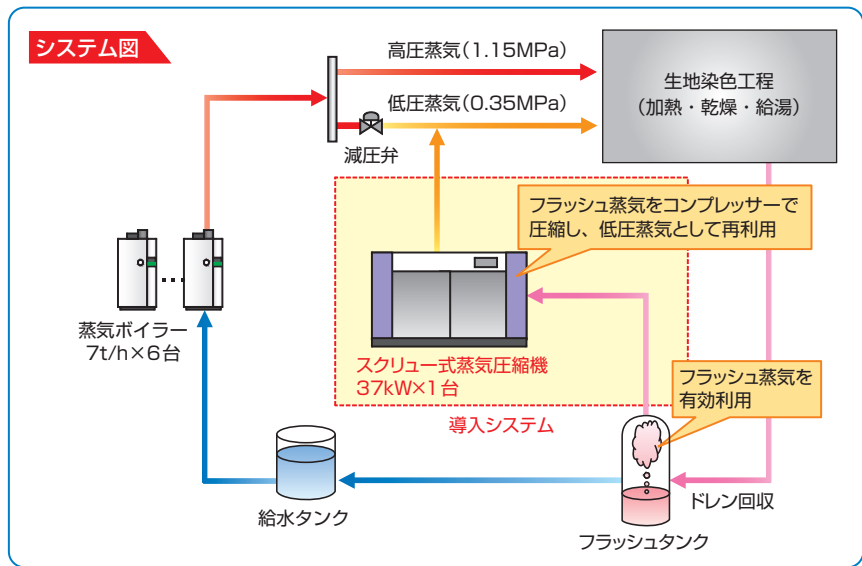 システム図
高圧蒸気(1.15MPa)
低圧蒸気(0.35MPa)
減圧弁
生地染色工程
(加熱・乾燥・給湯)
フラッシュ蒸気をコンプレッサーで
圧縮し、低圧蒸気として再利用
蒸気ボイラー
7t/h×6台
スクリュー式蒸気圧縮機
37kW×1台
フラッシュ蒸気を
有効利用
導入システム
給水タンク
ドレン回収
フラッシュタンク